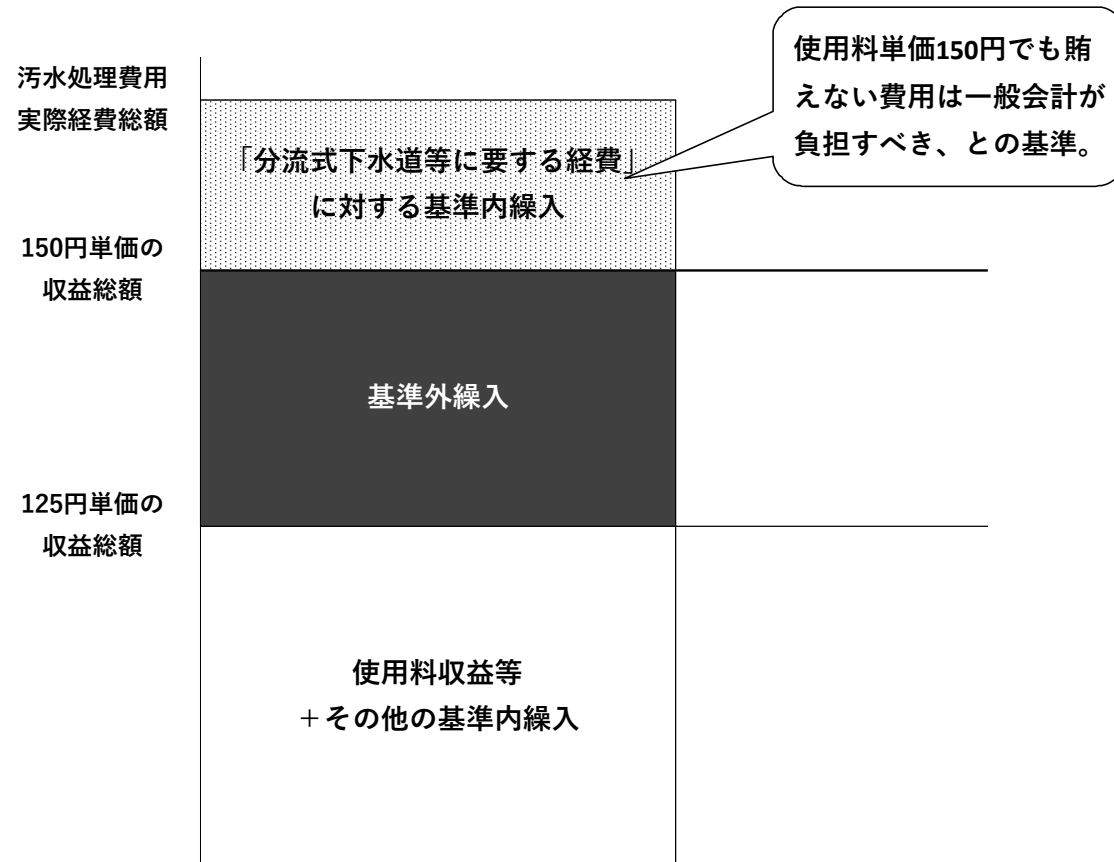 使用料単価150円でも賄
えない費用は一般会計が
負担すべき、との基準。
汚水処理費用
実際経費総額
「分流式下水道等に要する経費」
に対する基準内繰入
150円単価の
収益総額
基準外繰入
125円単価の
収益総額
使用料収益等
＋その他の基準内繰入